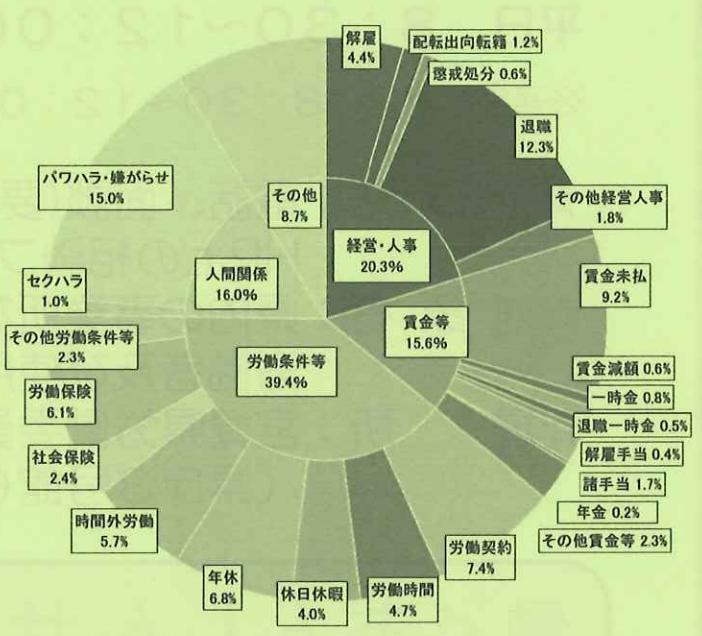 解雇
4.4%
配転出向転籍 1.2%
懲戒処分 0.6%
退職
12.3%
その他経営人事
1.8%
経営・人事
20.3%
賃金未払
9.2%
賃金等
15.6%
賃金減額 0.6%
一時金 0.8%
退職一時金 0.5%
解雇手当 0.4%
諸手当 1.7%
年金 0.2%
その他賃金等 2.3%
労働契約
7.4%
労働時間
4.7%
休日休暇
4.0%
年休
6.8%
時間外労働
5.7%
社会保険
2.4%
労働保険
6.1%
その他労働条件等
2.3%
労働条件等
39.4%
セクハラ
1.0%
人間関係
16.0%
パワハラ・嫌がらせ
15.0%
その他
8.7%